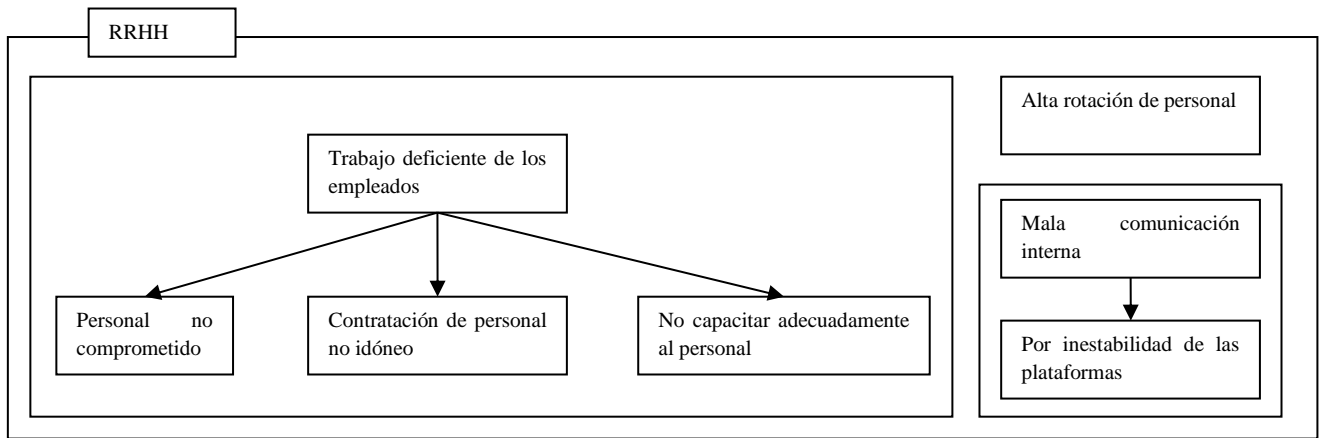 RRHH
Alta rotación de personal
Trabajo deficiente de los
empleados
Mala comunicación
interna
Personal no
comprometido
Contratación de personal
no idóneo
No capacitar adecuadamente
al personal
Por inestabilidad de las
plataformas